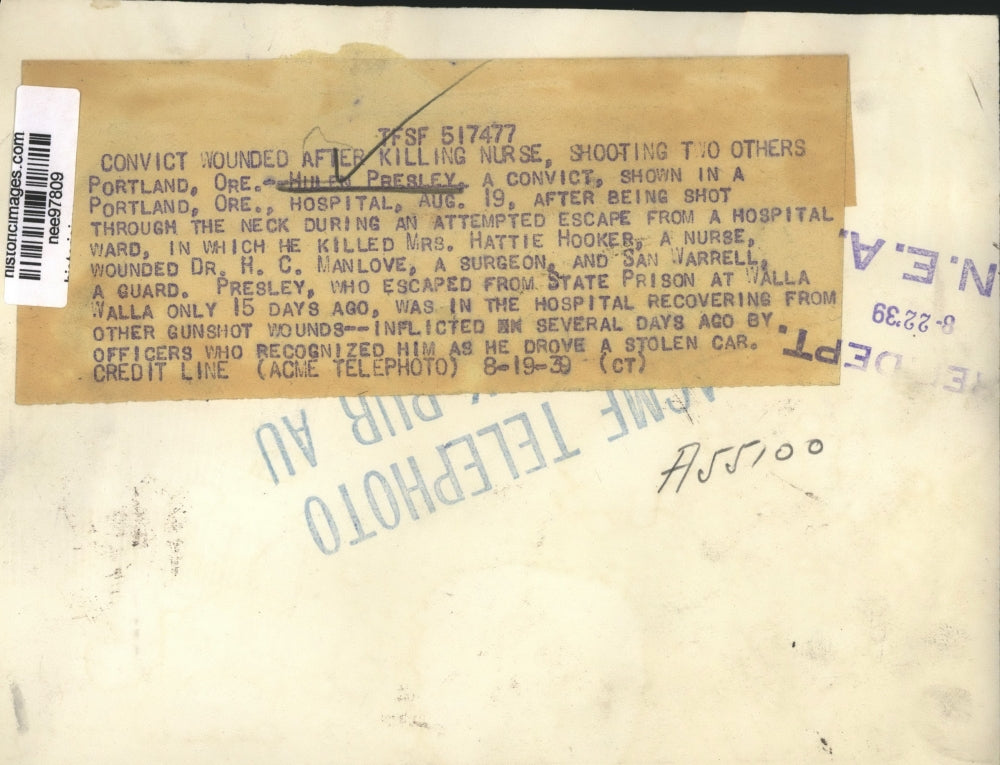 TFSF 517477
CONVICT WOUNDED AFTER KILLING NURSE, SHOOTING TWO OTHERS
PORTLAND, ORE.- PRESLEY, A CONVICT, SHOWN IN A
PORTLAND, ORE., HOSPITAL, AUG. 19, AFTER BEING SHOT
THROUGH THE NECK DURING AN ATTEMPTED ESCAPE FROM A HOSPITAL
WARD, IN WHICH HE KILLED MRS. HATTIE HOOKER, A NURSE,
WOUNDED DR. H. C. MANLOVE, A SURGEON, AND SAN WARRELL,
A GUARD. PRESLEY, WHO ESCAPED FROM STATE PRISON AT WALLA
WALLA ONLY 15 DAYS AGO, WAS IN THE HOSPITAL RECOVERING FROM
OTHER GUNSHOT WOUNDS--INFLICTED SEVERAL DAYS AGO BY
OFFICERS WHO RECOGNIZED HIM AS HE DROVE A STOLEN CAR.
CREDIT LINE (ACME TELEPHOTO) 8-19-39 (CT)
historicimages.com
nee97809
N.E.A.
8-22-39
DEPT.
ACME TELEPHOTO
PUB AU
TELEPHOTO
A55100